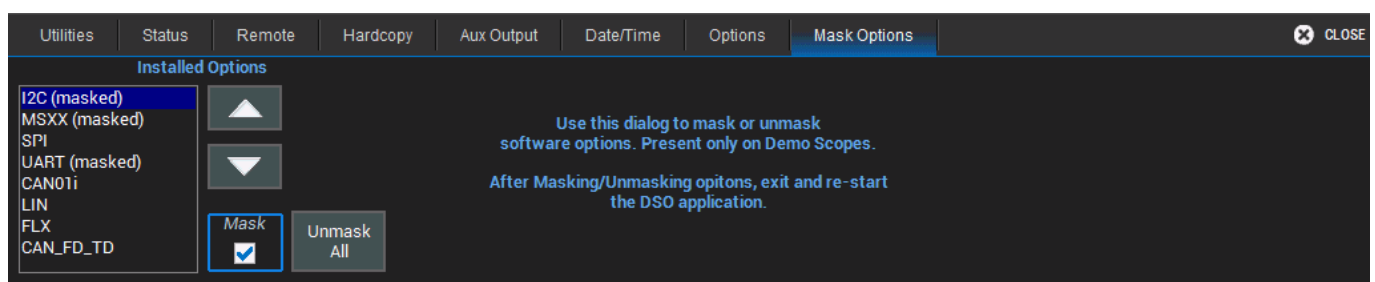 Utilities
Status
Remote
Hardcopy
Aux Output
Date/Time
Options
Mask Options
CLOSE
Installed Options
I2C (masked)
MSXX (masked)
SPI
UART (masked)
CAN01i
LIN
FLX
CAN_FD_TD
Mask
Unmask
All
Use this dialog to mask or unmask
software options. Present only on Demo Scopes.
After Masking/Unmasking opitons, exit and re-start
the DSO application.